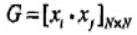 G = [x_i · x_j]_{N×N}